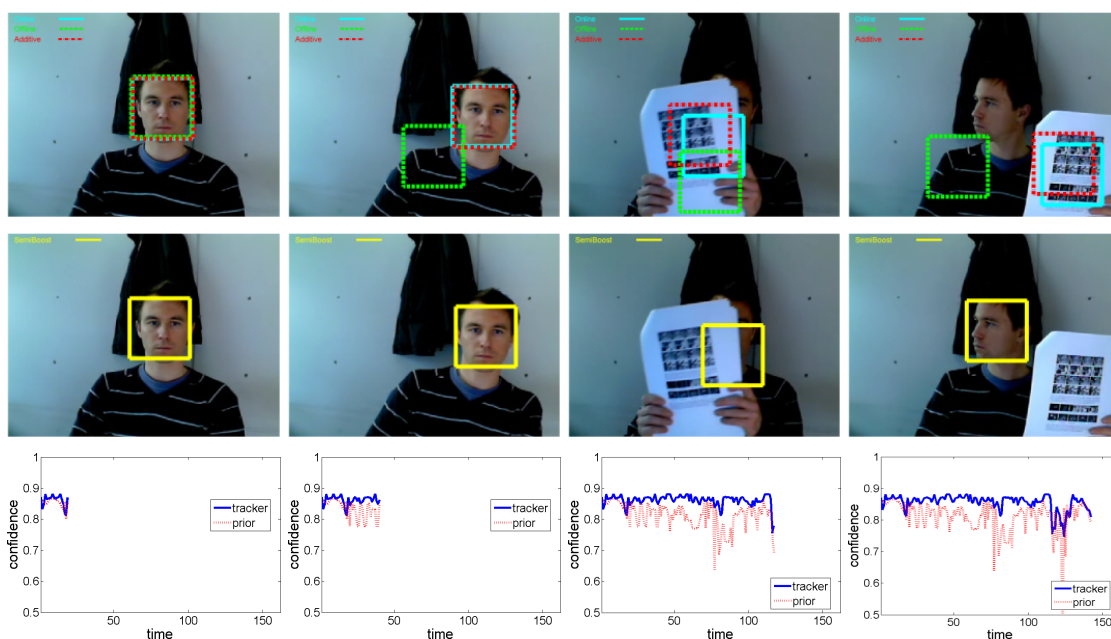 Online
Offline
Additive
Online
Offline
Additive
Online
Offline
Additive
Online
Offline
Additive
SemiBoost
SemiBoost
SemiBoost
SemiBoost
1
0.9
0.8
0.7
0.6
0.5
confidence
50
100
150
time
tracker
prior
1
0.9
0.8
0.7
0.6
0.5
confidence
50
100
150
time
tracker
prior
1
0.9
0.8
0.7
0.6
0.5
confidence
50
100
150
time
tracker
prior
1
0.9
0.8
0.7
0.6
0.5
confidence
50
100
150
time
tracker
prior